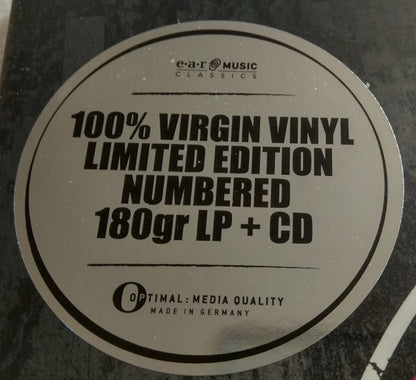 e·a·r MUSIC
CLASSICS
100% VIRGIN VINYL
LIMITED EDITION
NUMBERED
180gr LP + CD
OPTIMAL: MEDIA QUALITY
MADE IN GERMANY